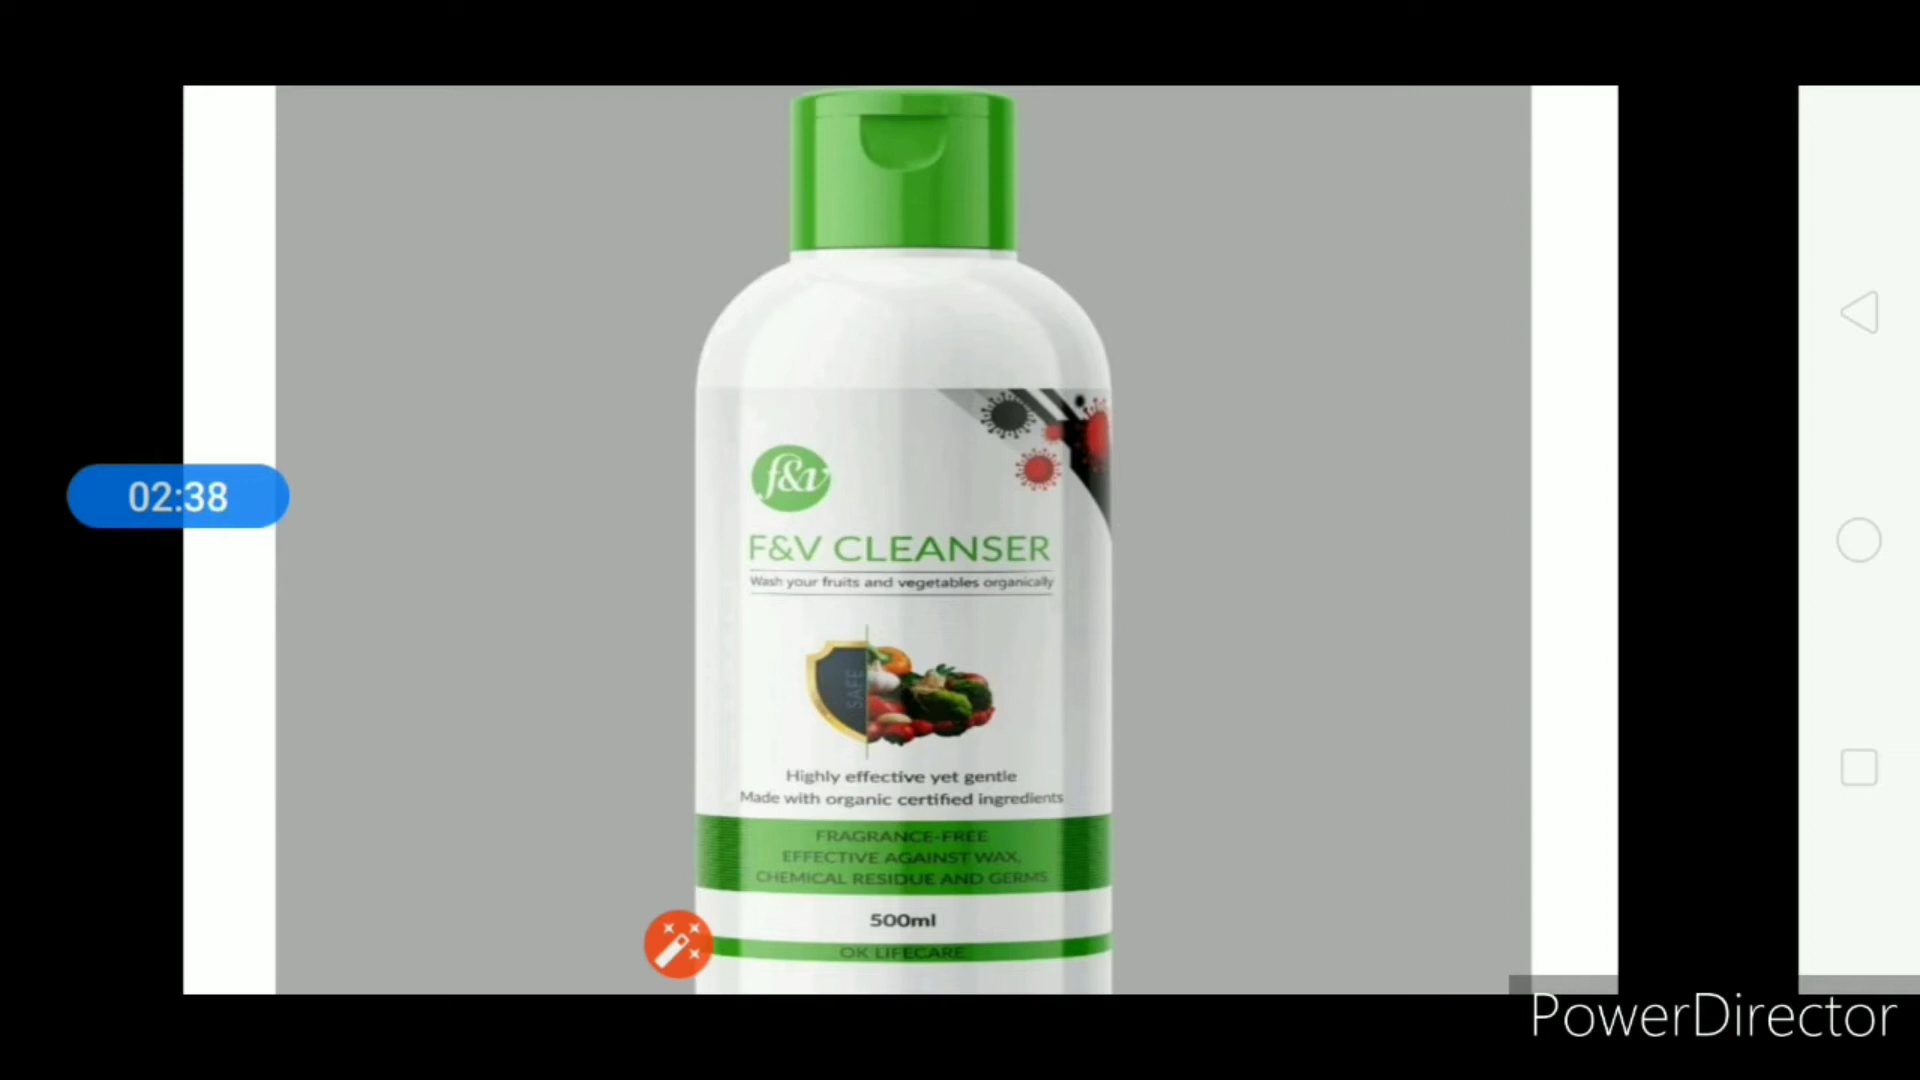 02:38
f&v
F&V CLEANSER
Wash your fruits and vegetables organically
SAFE
Highly effective yet gentle
Made with organic certified ingredients
FRAGRANCE-FREE
EFFECTIVE AGAINST WAX,
CHEMICAL RESIDUE AND GERMS
500ml
OK LIFECARE
PowerDirector